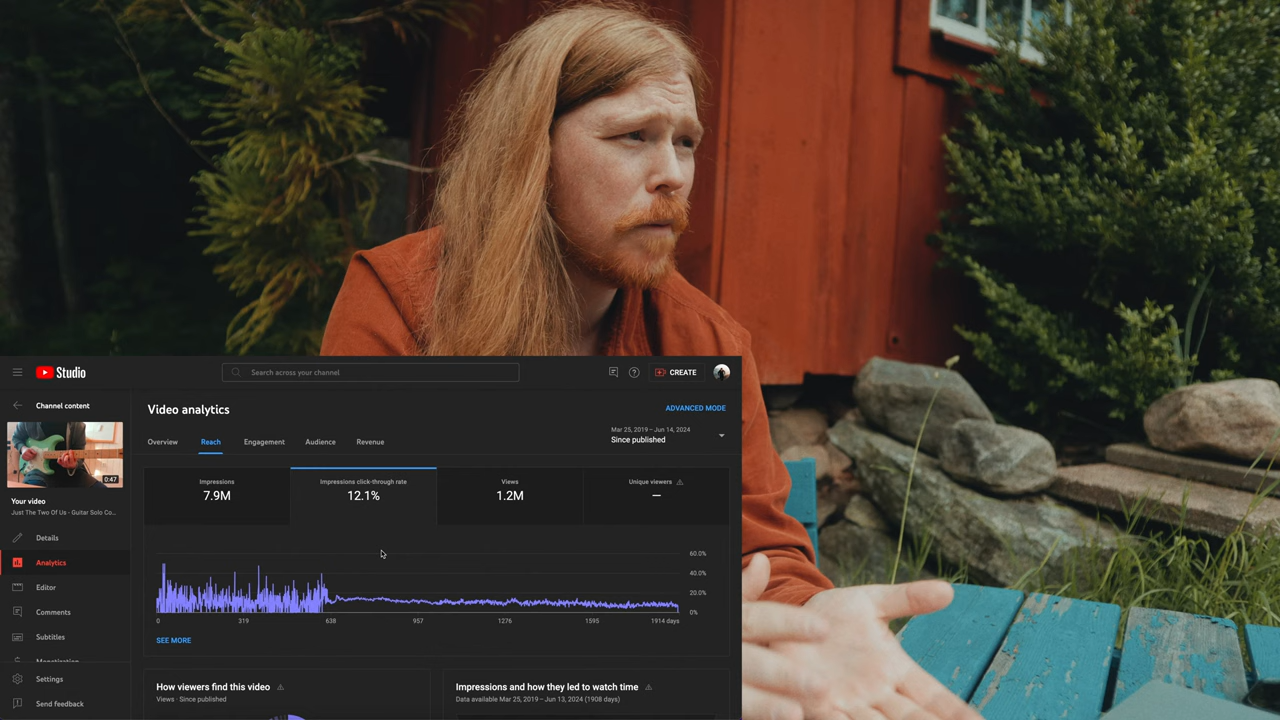 Studio
Search across your channel
CREATE
Channel content
0:47
Your video
Just The Two Of Us - Guitar Solo Co...
Details
Analytics
Editor
Comments
Subtitles
Monetization
Settings
Send feedback
Video analytics
ADVANCED MODE
Overview
Reach
Engagement
Audience
Revenue
Mar 25, 2019 – Jun 14, 2024
Since published
Impressions
7.9M
Impressions click-through rate
12.1%
Views
1.2M
Unique viewers
—
60.0%
40.0%
20.0%
0%
0 319 638 957 1276 1595 1914 days
SEE MORE
How viewers find this video
Views · Since published
Impressions and how they led to watch time
Data available Mar 25, 2019 – Jun 13, 2024 (1908 days)